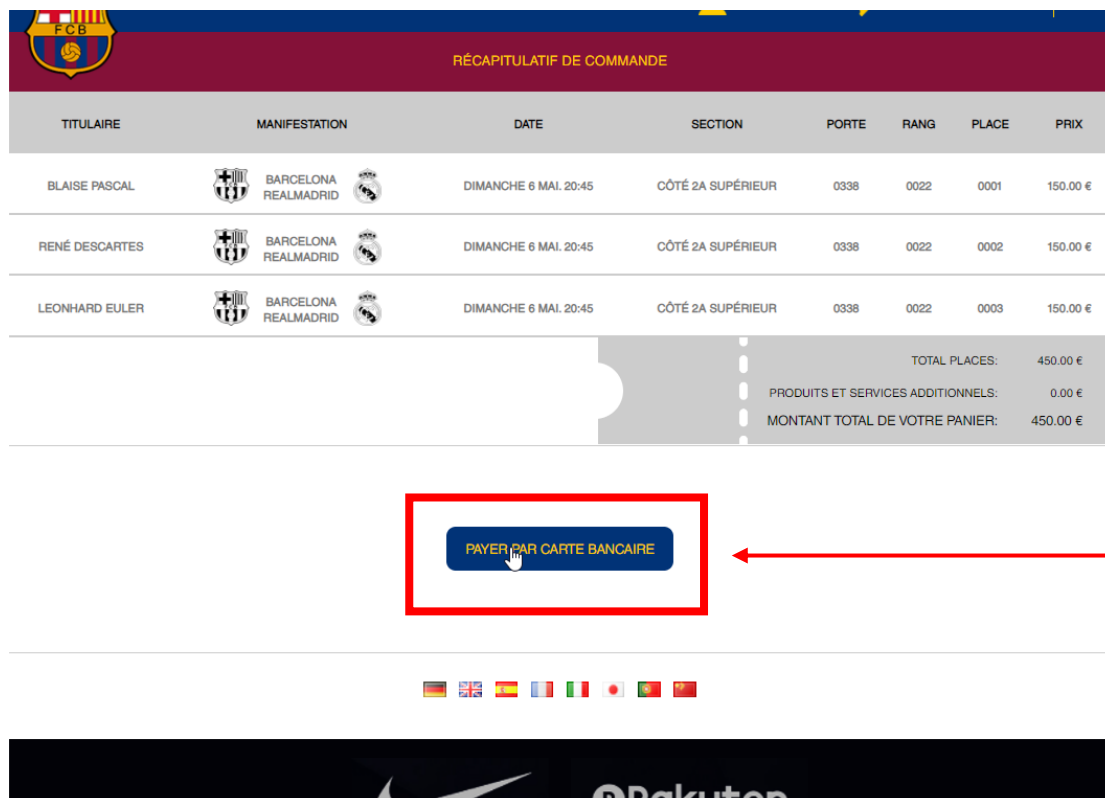 FCB
RÉCAPITULATIF DE COMMANDE
TITULAIRE MANIFESTATION DATE SECTION PORTE RANG PLACE PRIX
BLAISE PASCAL BARCELONA REALMADRID DIMANCHE 6 MAI. 20:45 CÔTÉ 2A SUPÉRIEUR 0338 0022 0001 150.00 €
RENÉ DESCARTES BARCELONA REALMADRID DIMANCHE 6 MAI. 20:45 CÔTÉ 2A SUPÉRIEUR 0338 0022 0002 150.00 €
LEONHARD EULER BARCELONA REALMADRID DIMANCHE 6 MAI. 20:45 CÔTÉ 2A SUPÉRIEUR 0338 0022 0003 150.00 €
TOTAL PLACES: 450.00 €
PRODUITS ET SERVICES ADDITIONNELS: 0.00 €
MONTANT TOTAL DE VOTRE PANIER: 450.00 €
PAYER PAR CARTE BANCAIRE
Rakuten